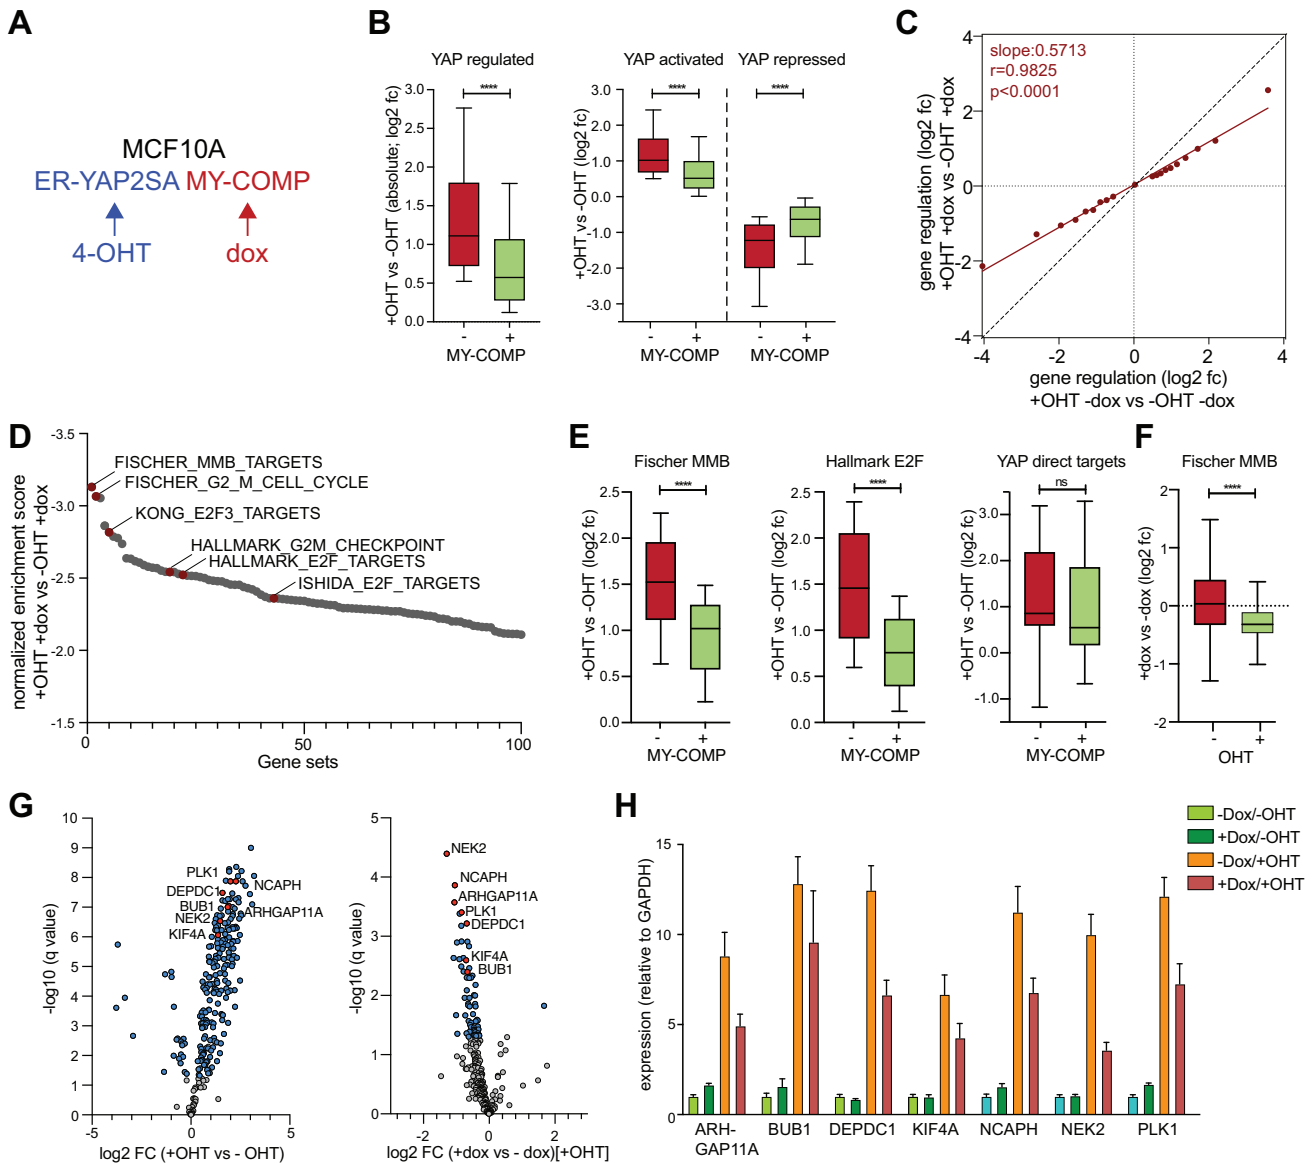 A
MCF10A
ER-YAP2SA MY-COMP
4-OHT
dox
B
YAP regulated
+OHT vs -OHT (absolute; log2 fc)
3.0
2.5
2.0
1.5
1.0
0.5
0.0
****
- +
MY-COMP
YAP activated
YAP repressed
+OHT vs -OHT (log2 fc)
3.0
2.0
1.0
0.0
-1.0
-2.0
-3.0
****
****
- +
MY-COMP
- +
MY-COMP
C
slope:0.5713
r=0.9825
p<0.0001
gene regulation (log2 fc)
+OHT +dox vs -OHT +dox
4
2
0
-2
-4
-4 -2 0 2 4
gene regulation (log2 fc)
+OHT -dox vs -OHT -dox
D
normalized enrichment score
+OHT +dox vs -OHT +dox
-3.5
-3.0
-2.5
-2.0
-1.5
FISCHER_MMB_TARGETS
FISCHER_G2_M_CELL_CYCLE
KONG_E2F3_TARGETS
HALLMARK_G2M_CHECKPOINT
HALLMARK_E2F_TARGETS
ISHIDA_E2F_TARGETS
0 50 100
Gene sets
E
Fischer MMB
+OHT vs -OHT (log2 fc)
2.5
2.0
1.5
1.0
0.5
0.0
****
- +
MY-COMP
Hallmark E2F
+OHT vs -OHT (log2 fc)
2.5
2.0
1.5
1.0
0.5
0.0
****
- +
MY-COMP
YAP direct targets
+OHT vs -OHT (log2 fc)
3.0
2.0
1.0
0.0
-1.0
ns
- +
MY-COMP
F
Fischer MMB
+dox vs -dox (log2 fc)
2
1
0
-1
-2
****
- +
OHT
G
-log10 (q value)
10
9
8
7
6
5
4
3
2
1
0
PLK1
NCAPH
DEPDC1
BUB1
ARHGAP11A
NEK2
KIF4A
-5 0 5
log2 FC (+OHT vs - OHT)
-log10 (q value)
5
4
3
2
1
0
NEK2
NCAPH
ARHGAP11A
PLK1
DEPDC1
KIF4A
BUB1
-2 0 2
log2 FC (+dox vs - dox)[+OHT]
H
-Dox/-OHT
+Dox/-OHT
-Dox/+OHT
+Dox/+OHT
expression (relative to GAPDH)
15
10
5
0
ARH-
GAP11A
BUB1 DEPDC1 KIF4A NCAPH NEK2 PLK1